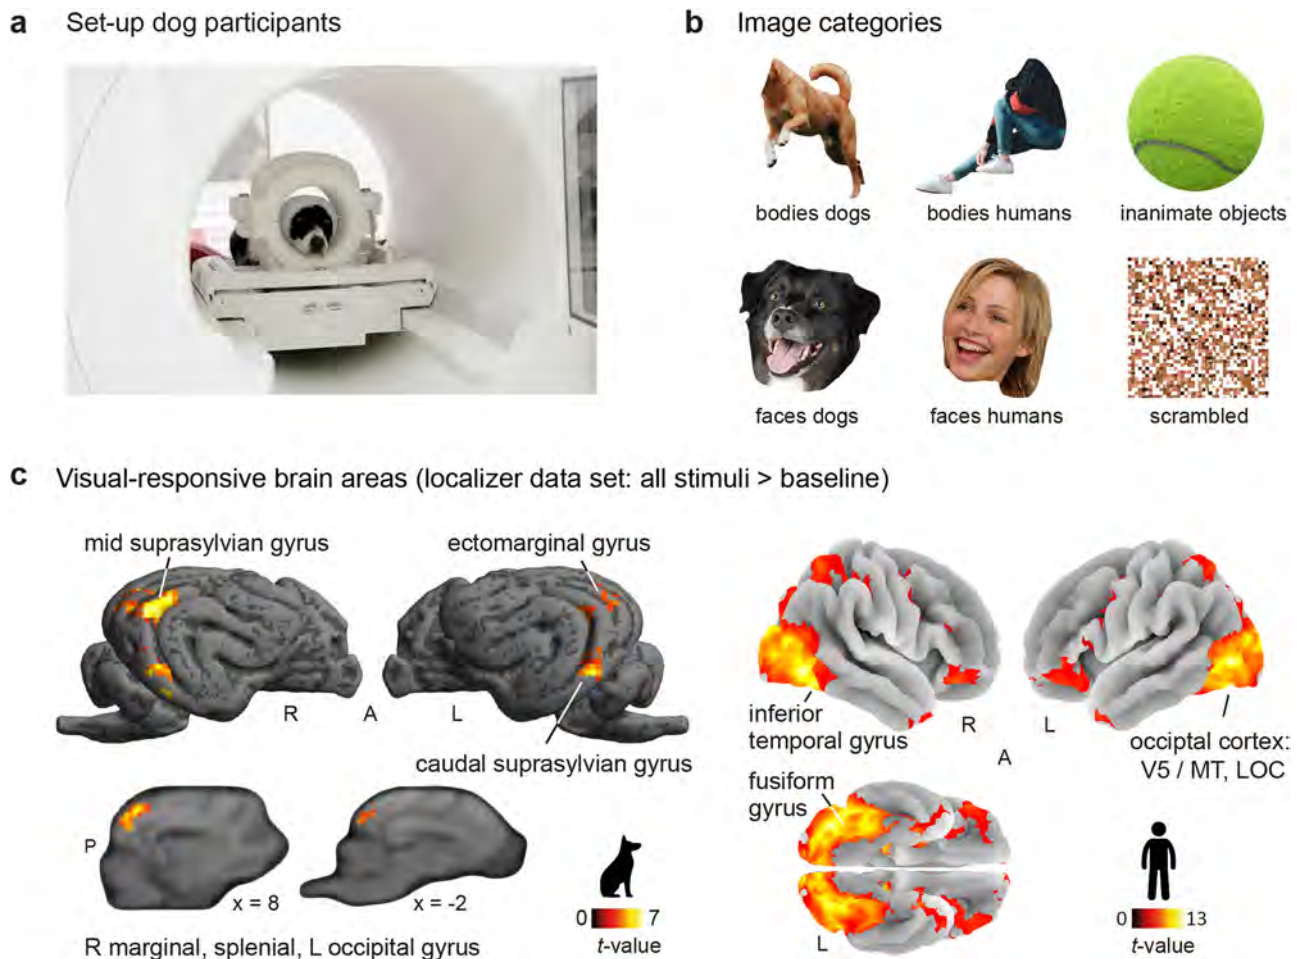 a Set-up dog participants
b Image categories
bodies dogs
bodies humans
inanimate objects
faces dogs
faces humans
scrambled
c Visual-responsive brain areas (localizer data set: all stimuli > baseline)
mid suprasylvian gyrus
ectomarginal gyrus
R
A
L
caudal suprasylvian gyrus
P
x = 8
x = -2
0
7
t-value
R marginal, splenial, L occipital gyrus
inferior
temporal gyrus
R
A
L
occiptal cortex:
V5 / MT, LOC
fusiform
gyrus
L
0
13
t-value